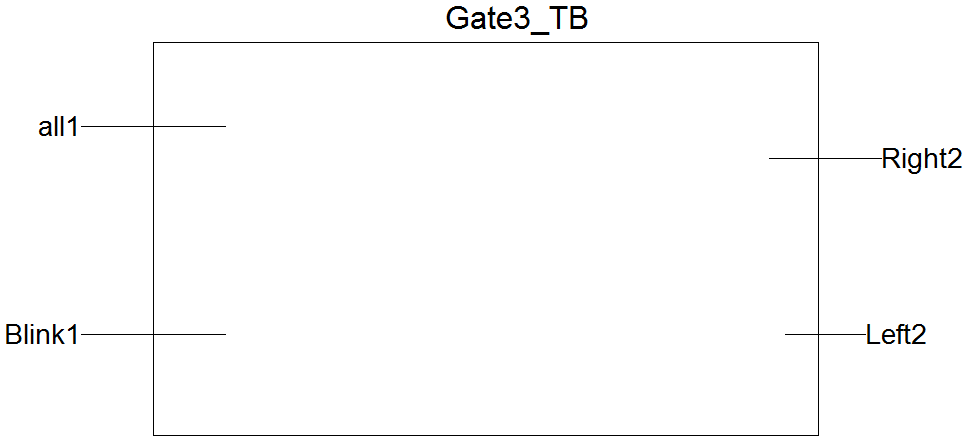 Gate3_TB
all1
Right2
Blink1
Left2